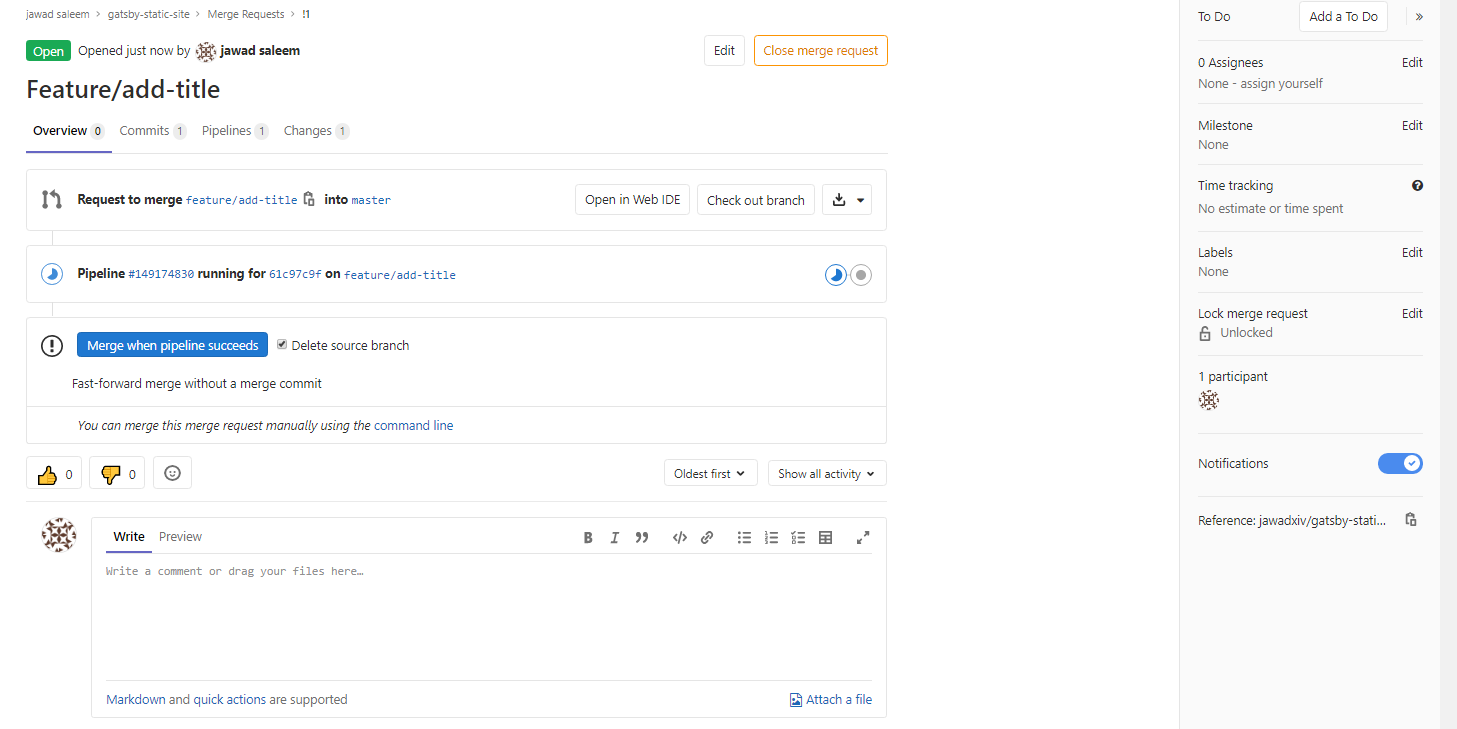 jawad saleem > gatsby-static-site > Merge Requests > !1
Open Opened just now by jawad saleem Edit Close merge request
Feature/add-title
Overview 0 Commits 1 Pipelines 1 Changes 1
Request to merge feature/add-title into master Open in Web IDE Check out branch
Pipeline #149174830 running for 61c97c9f on feature/add-title
Merge when pipeline succeeds Delete source branch
Fast-forward merge without a merge commit
You can merge this merge request manually using the command line
0 0 Oldest first Show all activity
Write Preview
Write a comment or drag your files here…
Markdown and quick actions are supported Attach a file
To Do Add a To Do »
0 Assignees Edit
None - assign yourself
Milestone Edit
None
Time tracking
No estimate or time spent
Labels Edit
None
Lock merge request Edit
Unlocked
1 participant
Notifications
Reference: jawadxiv/gatsby-stati...